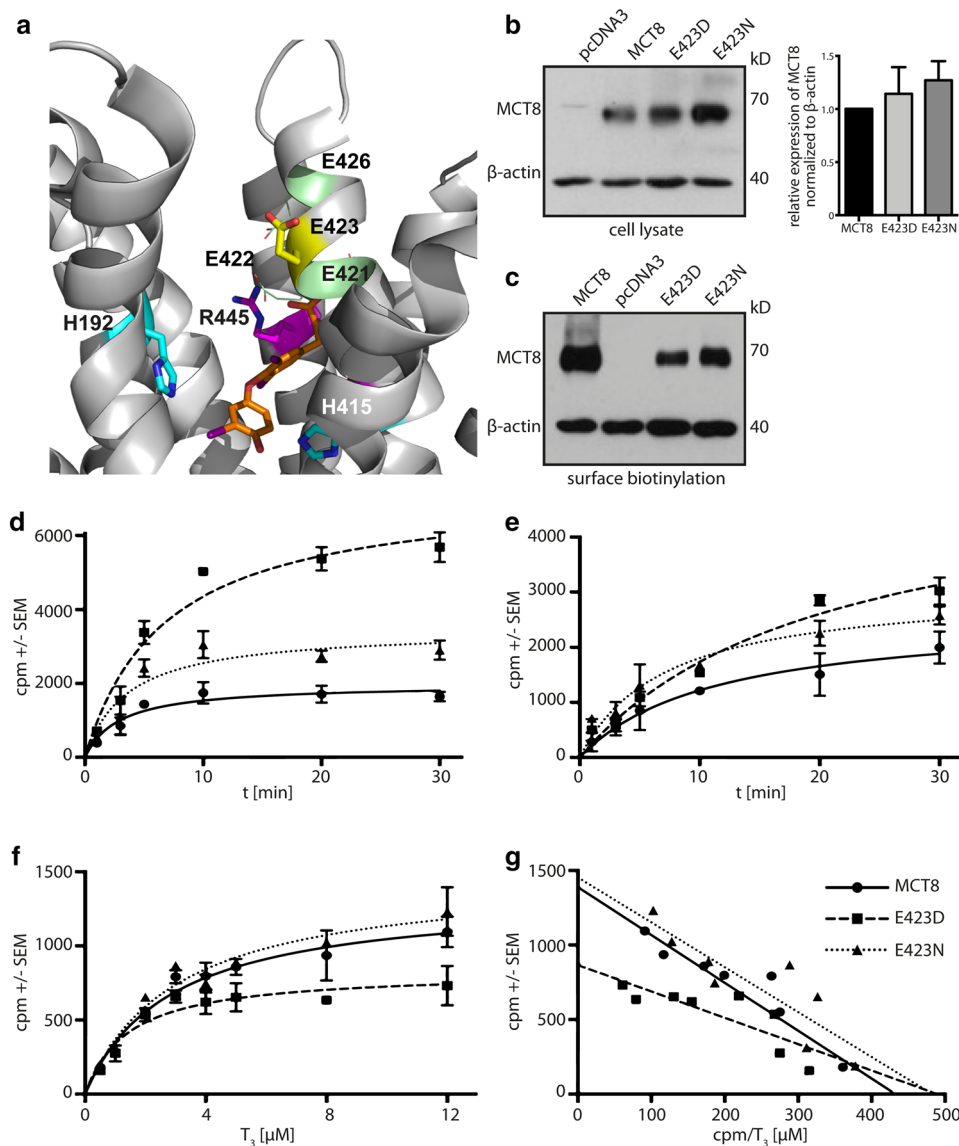 a
E426
E423
E422
E421
R445
H192
H415
b
pcDNA3
MCT8
E423D
E423N
kD
MCT8
70
β-actin
40
cell lysate
relative expression of MCT8
normalized to β-actin
1.5
1.0
0.5
0
MCT8
E423D
E423N
c
MCT8
pcDNA3
E423D
E423N
kD
MCT8
70
β-actin
40
surface biotinylation
d
cpm +/- SEM
6000
4000
2000
0
0
10
20
30
t [min]
e
cpm +/- SEM
4000
3000
2000
1000
0
0
10
20
30
t [min]
f
cpm +/- SEM
1500
1000
500
0
0
4
8
12
T₃ [μM]
g
cpm +/- SEM
1500
1000
500
0
0
100
200
300
400
500
cpm/T₃ [μM]
MCT8
E423D
E423N